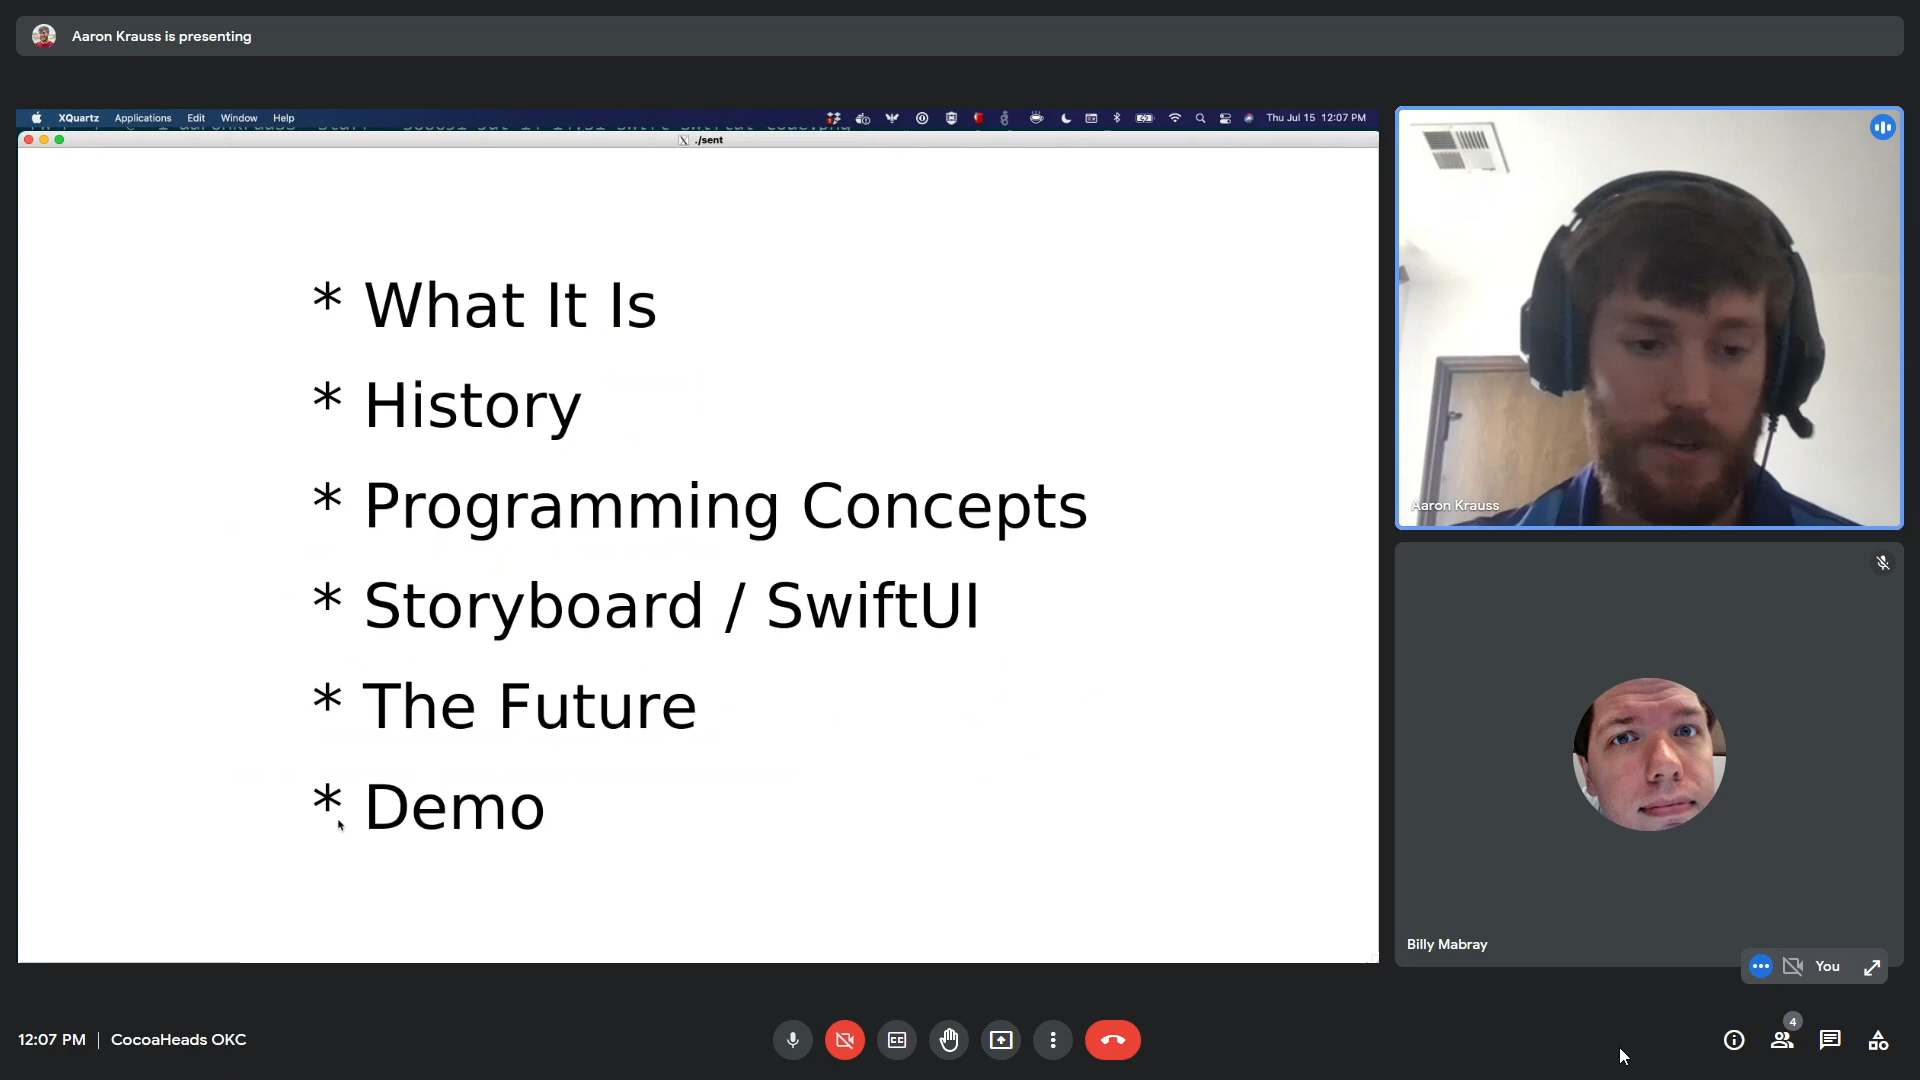 Aaron Krauss is presenting
XQuartz Applications Edit Window Help
Thu Jul 15 12:07 PM
./sent
* What It Is
* History
* Programming Concepts
* Storyboard / SwiftUI
* The Future
* Demo
Aaron Krauss
Billy Mabray
You
12:07 PM | CocoaHeads OKC
4